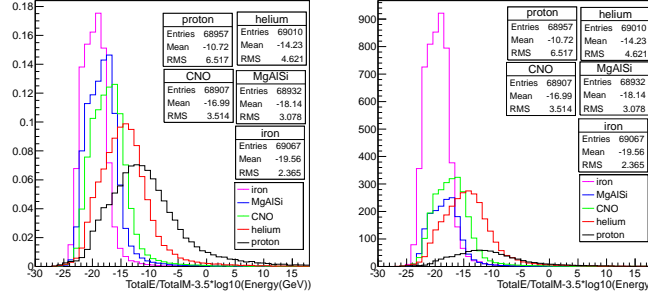 0.18
0.16
0.14
0.12
0.1
0.08
0.06
0.04
0.02
0
-30 -25 -20 -15 -10 -5 0 5 10 15
TotalE/TotalM-3.5*log10(Energy(GeV))
proton
Entries 68957
Mean -10.72
RMS 6.517
helium
Entries 69010
Mean -14.23
RMS 4.621
CNO
Entries 68907
Mean -16.99
RMS 3.514
MgAlSi
Entries 68932
Mean -18.14
RMS 3.078
iron
Entries 69067
Mean -19.56
RMS 2.365
iron
MgAlSi
CNO
helium
proton
900
800
700
600
500
400
300
200
100
0
-30 -25 -20 -15 -10 -5 0 5 10 15
TotalE/TotalM-3.5*log10(Energy
proton
Entries 68957
Mean -10.72
RMS 6.517
helium
Entries 69010
Mean -14.23
RMS 4.621
CNO
Entries 68907
Mean -16.99
RMS 3.514
MgAlSi
Entries 68932
Mean -18.14
RMS 3.078
iron
Entries 69067
Mean -19.56
RMS 2.365
iron
MgAlSi
CNO
helium
proton